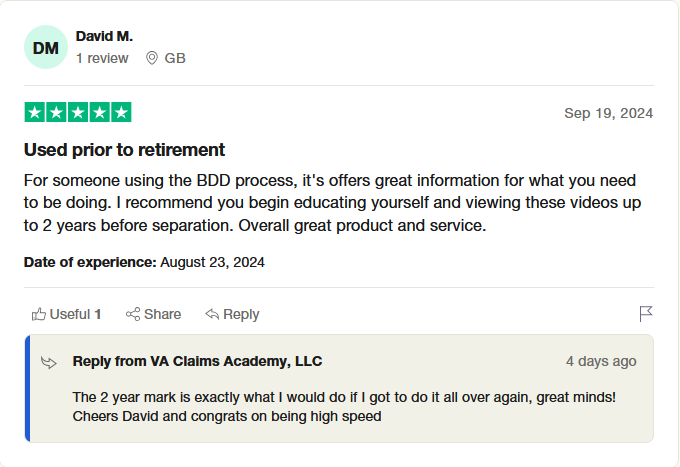 DM
David M.
1 review GB
Sep 19, 2024
Used prior to retirement
For someone using the BDD process, it's offers great information for what you need
to be doing. I recommend you begin educating yourself and viewing these videos up
to 2 years before separation. Overall great product and service.
Date of experience: August 23, 2024
Useful 1 Share Reply
Reply from VA Claims Academy, LLC 4 days ago
The 2 year mark is exactly what I would do if I got to do it all over again, great minds!
Cheers David and congrats on being high speed